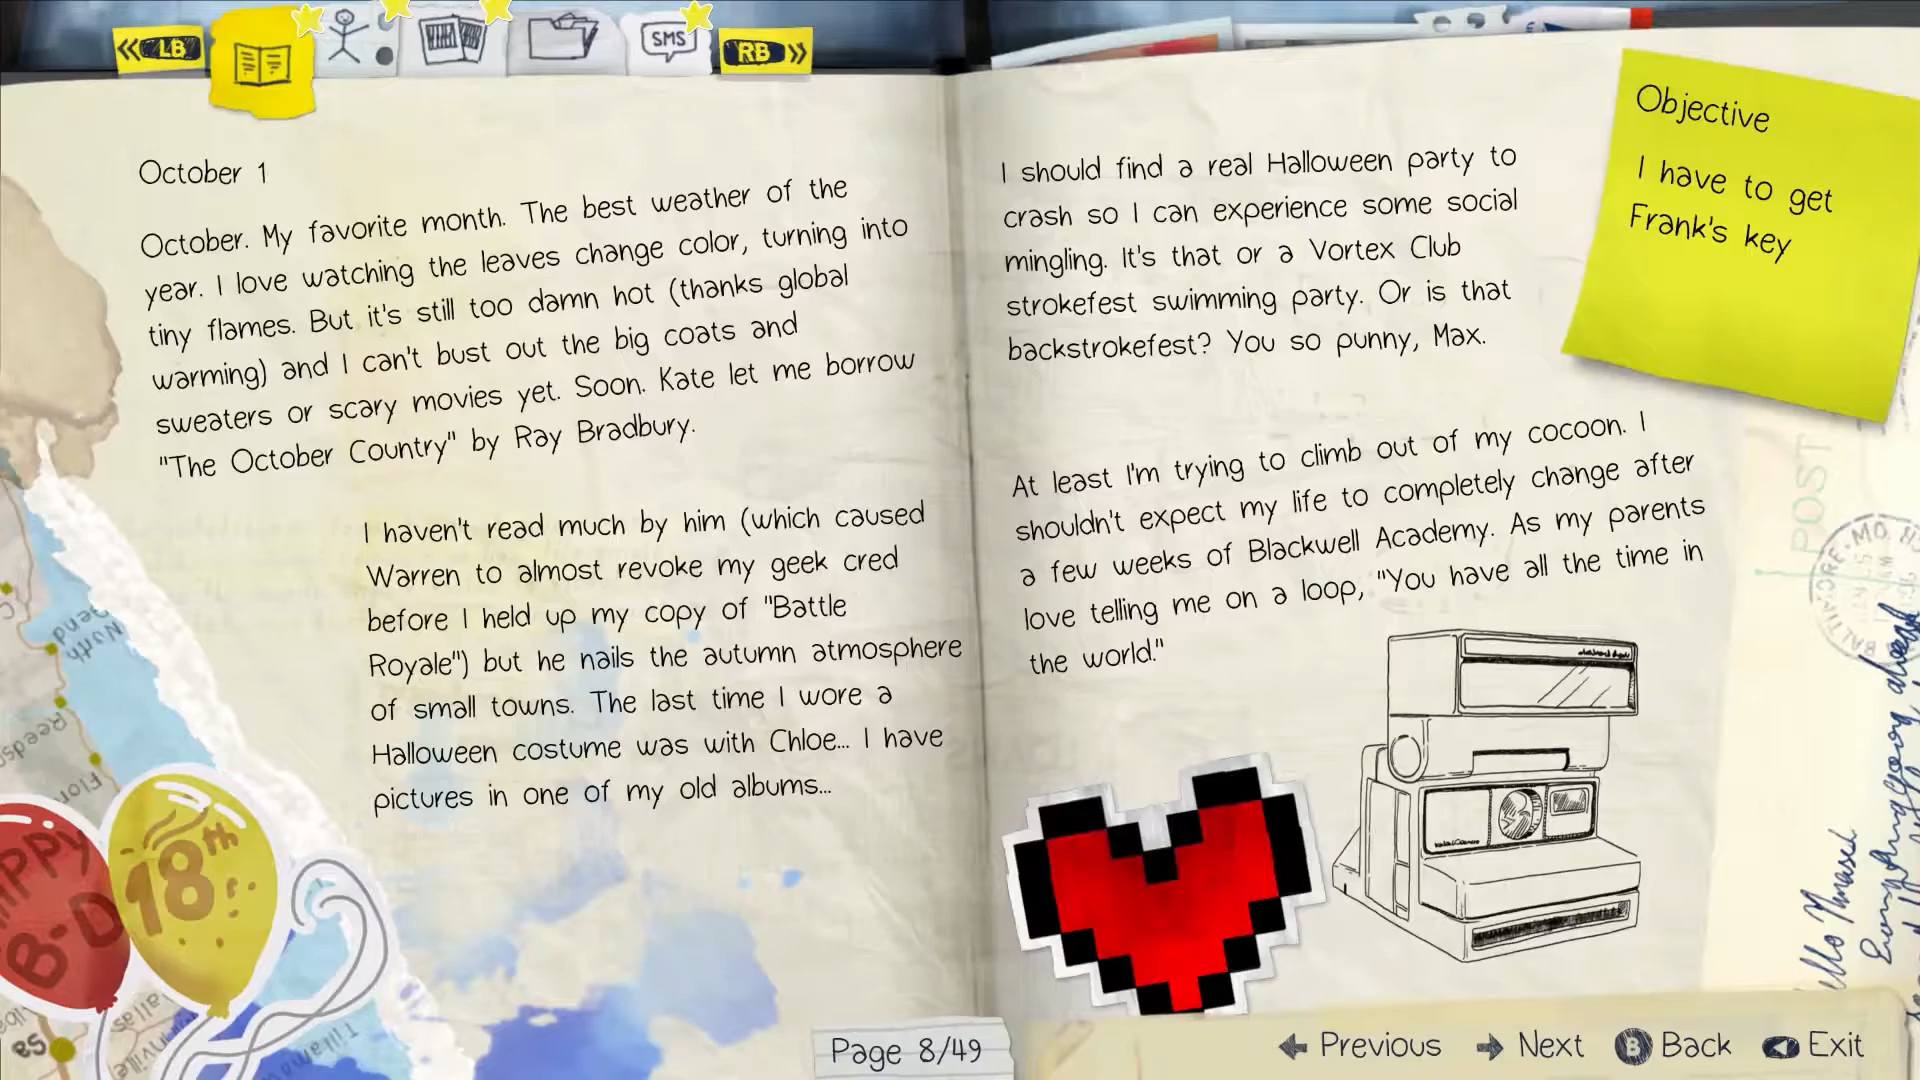 LB
SMS
RB
October 1
October. My favorite month. The best weather of the
year. I love watching the leaves change color, turning into
tiny flames. But it's still too damn hot (thanks global
warming) and I can't bust out the big coats and
sweaters or scary movies yet. Soon. Kate let me borrow
"The October Country" by Ray Bradbury.
I haven't read much by him (which caused
Warren to almost revoke my geek cred
before I held up my copy of "Battle
Royale") but he nails the autumn atmosphere
of small towns. The last time I wore a
Halloween costume was with Chloe... I have
pictures in one of my old albums...
I should find a real Halloween party to
crash so I can experience some social
mingling. It's that or a Vortex Club
strokefest swimming party. Or is that
backstrokefest? You so punny, Max.
At least I'm trying to climb out of my cocoon. I
shouldn't expect my life to completely change after
a few weeks of Blackwell Academy. As my parents
love telling me on a loop, "You have all the time in
the world."
Objective
I have to get
Frank's key
POST
BALTIMORE, MD.
North
Bend
B-D
18th
Page 8/49
Previous
Next
B Back
Exit